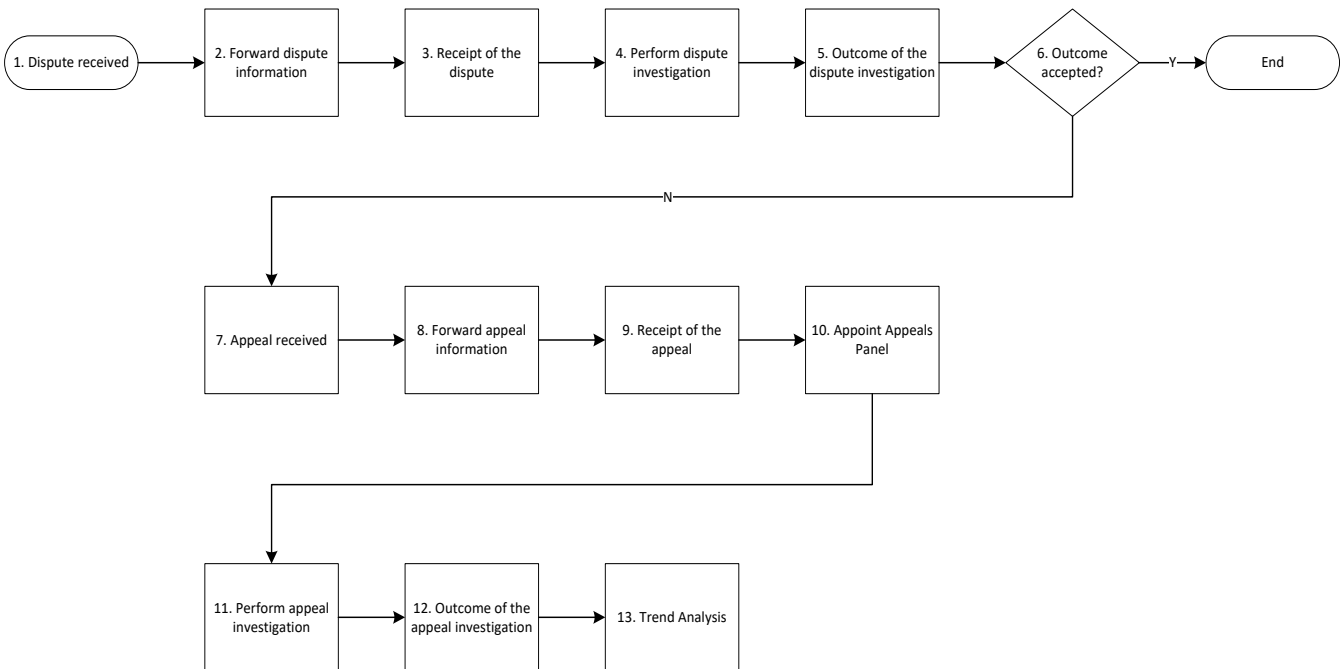 1. Dispute received
2. Forward dispute
information
3. Receipt of the
dispute
4. Perform dispute
investigation
5. Outcome of the
dispute investigation
6. Outcome
accepted?
Y
End
N
7. Appeal received
8. Forward appeal
information
9. Receipt of the
appeal
10. Appoint Appeals
Panel
11. Perform appeal
investigation
12. Outcome of the
appeal investigation
13. Trend Analysis